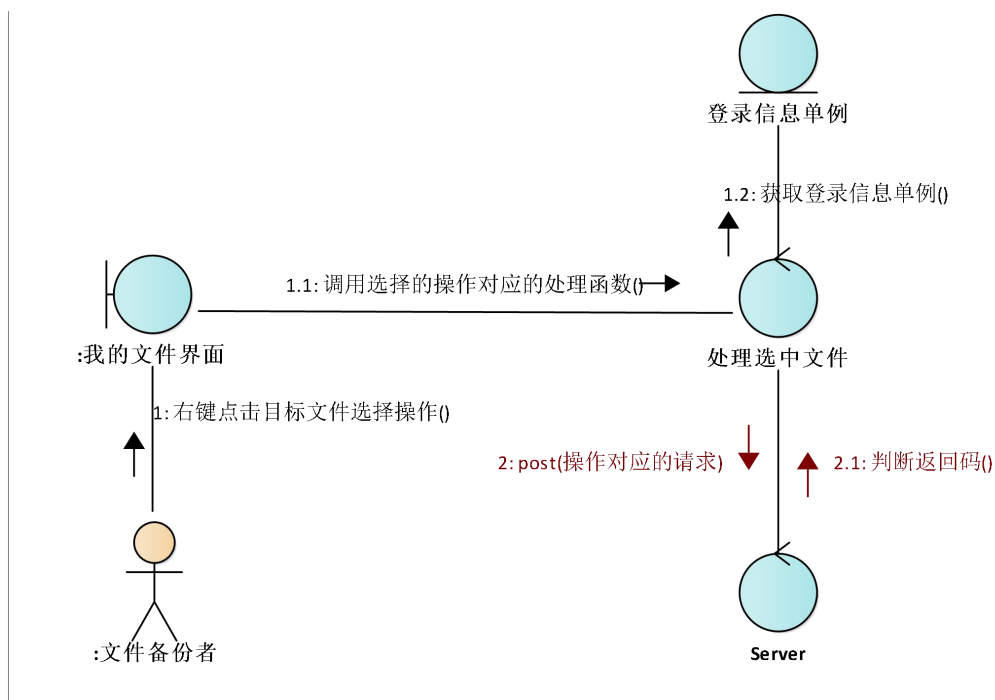 登录信息单例
1.2: 获取登录信息单例()
1.1: 调用选择的操作对应的处理函数()
:我的文件界面
处理选中文件
1: 右键点击目标文件选择操作()
2: post(操作对应的请求)
2.1: 判断返回码()
:文件备份者
Server